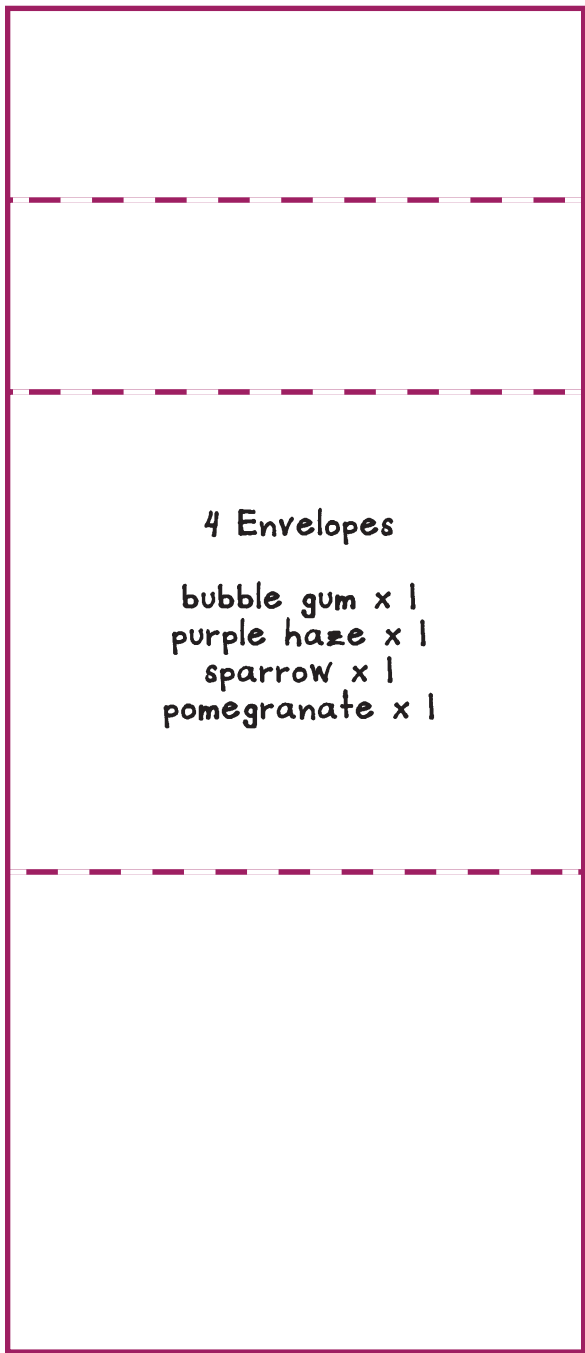 4 Envelopes
bubble gum x 1
purple haze x 1
sparrow x 1
pomegranate x 1